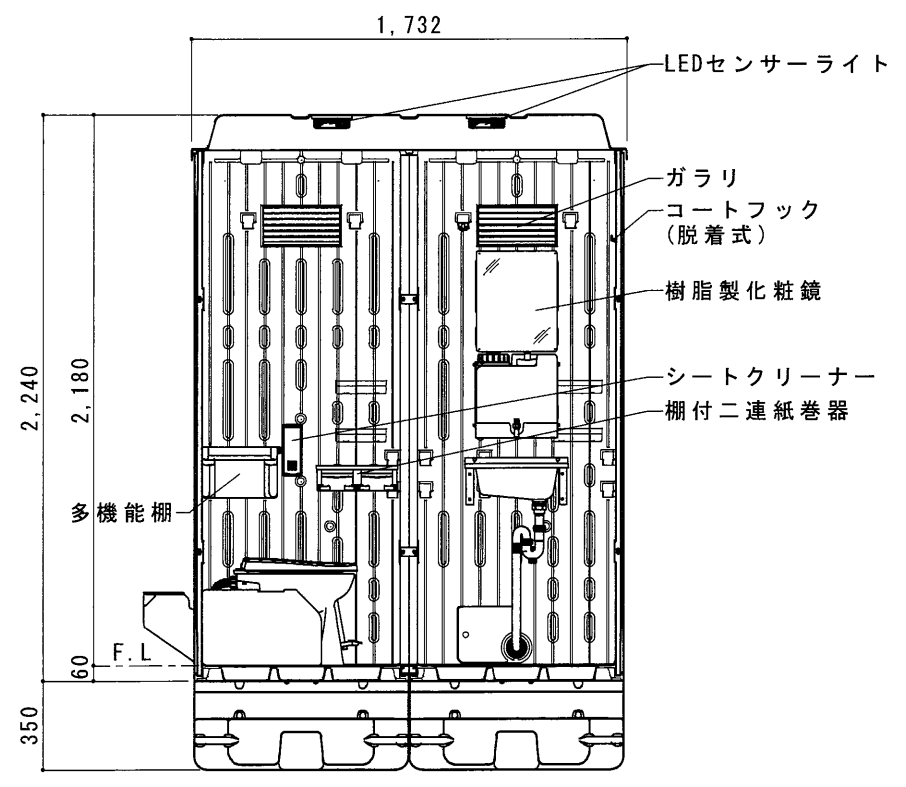 1,732
LEDセンサーライト
ガラリ
コートフック
(脱着式)
樹脂製化粧鏡
シートクリーナー
棚付二連紙巻器
多機能棚
2,240
2,180
F.L
60
350